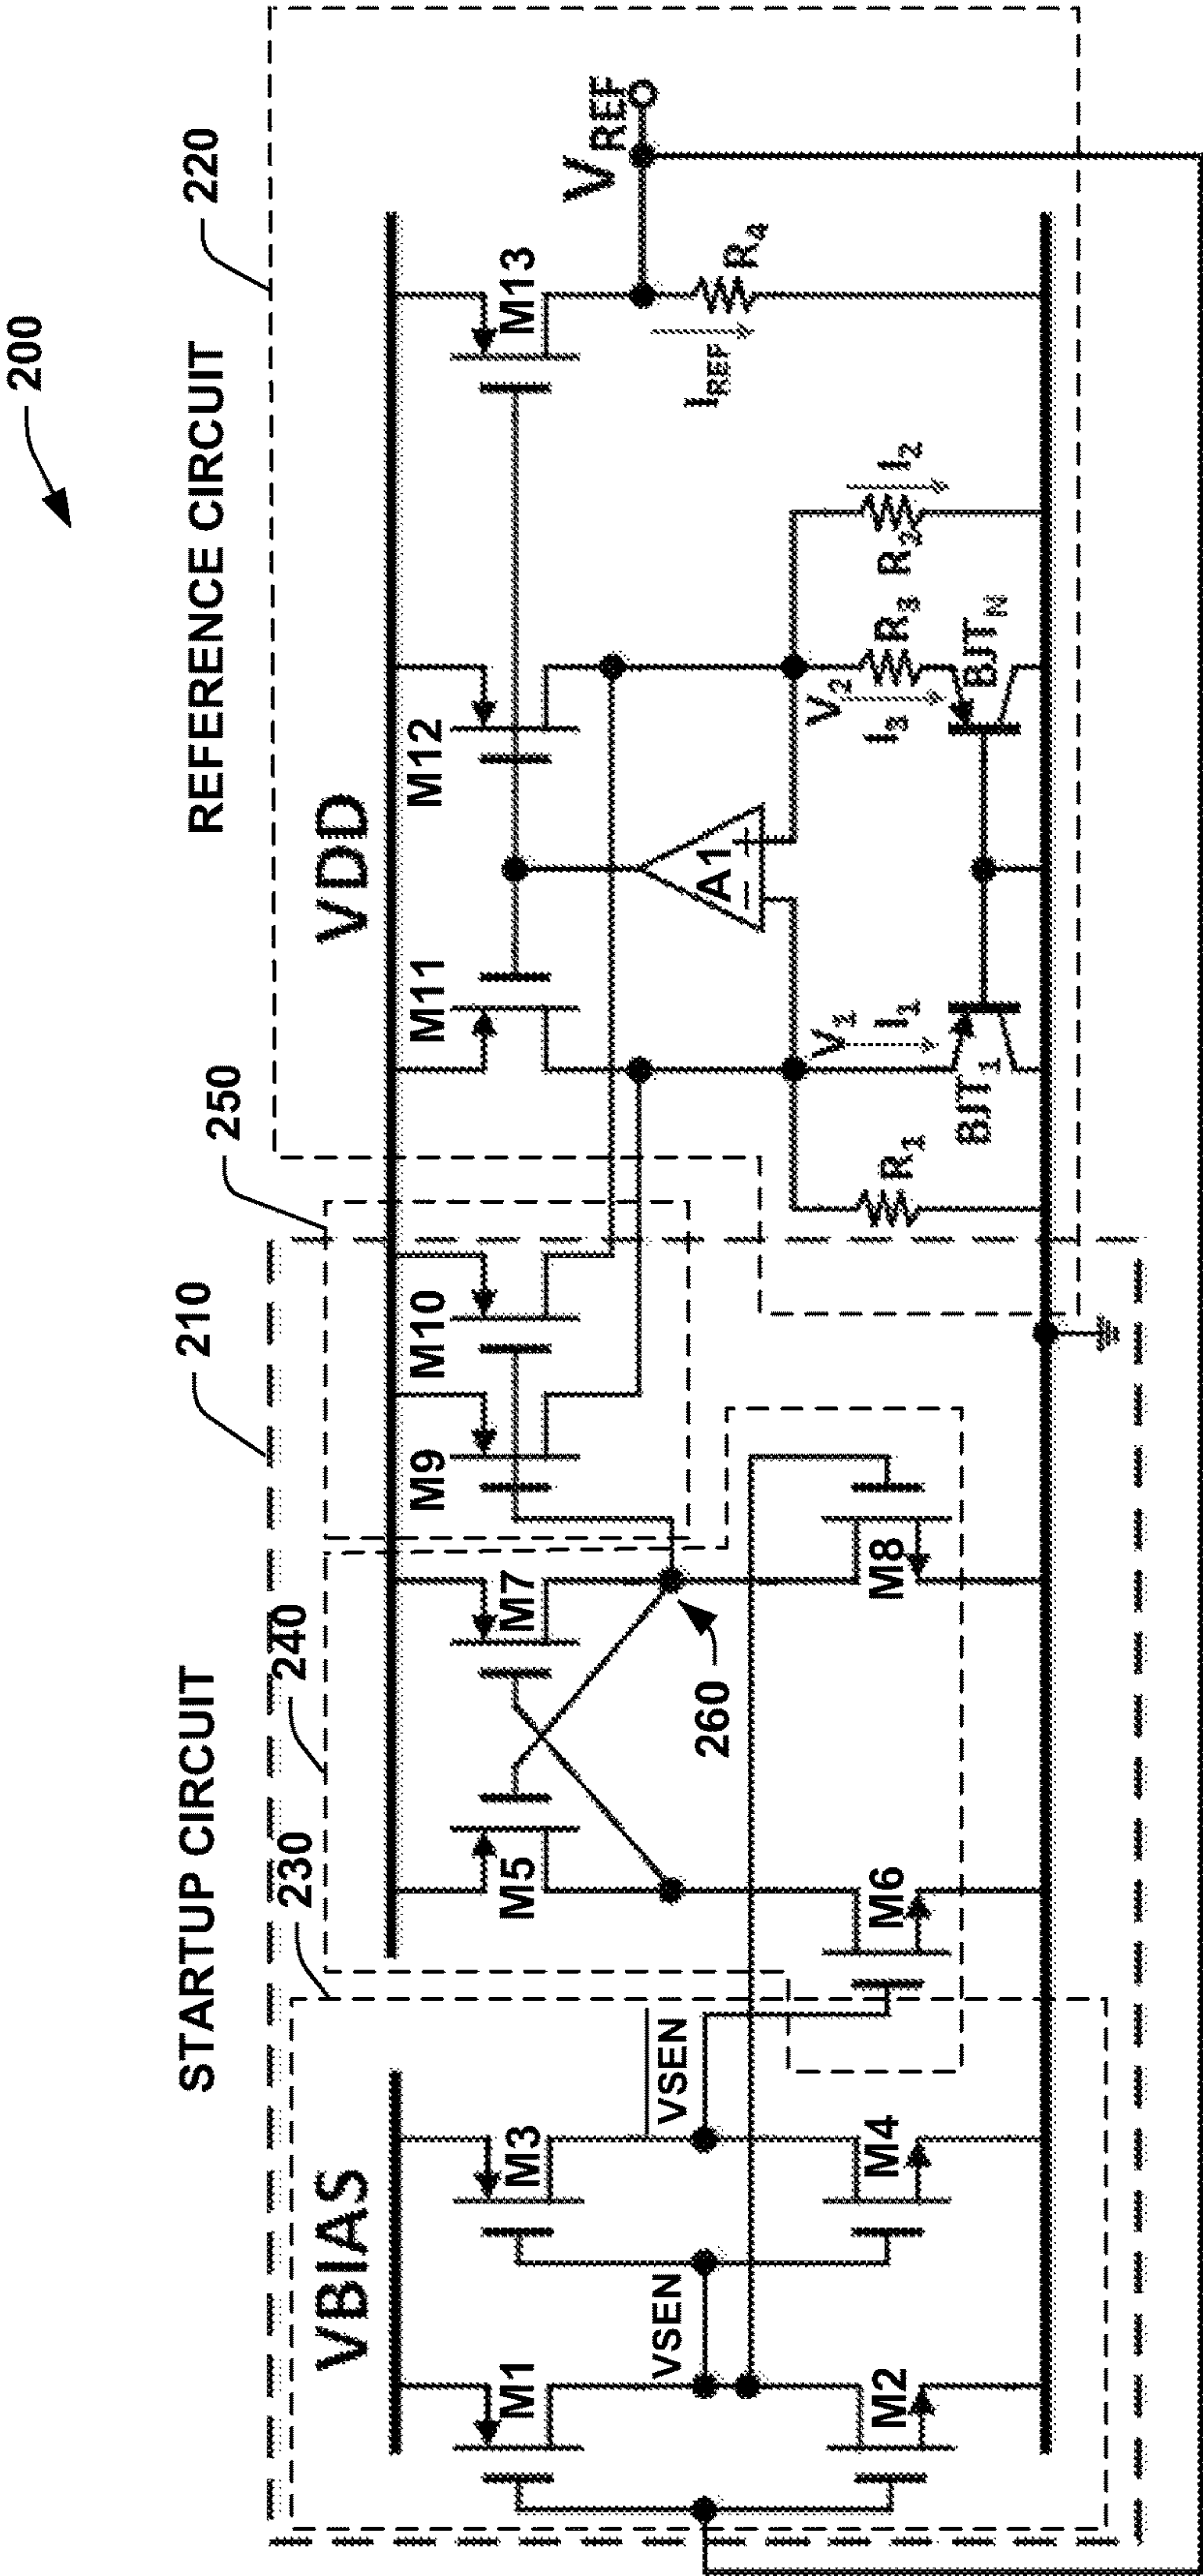 200
REFERENCE CIRCUIT
220
STARTUP CIRCUIT
210
250
240
230
VBIAS
VDD
M1
M3
M5
M7
M9
M10
M11
M12
M13
VREF
VSEN
VSEN
260
A1
−
+
M2
M4
M6
M8
R1
V1
I1
BJT1
V2
I3
R3
BJTN
I2
IREF
R4